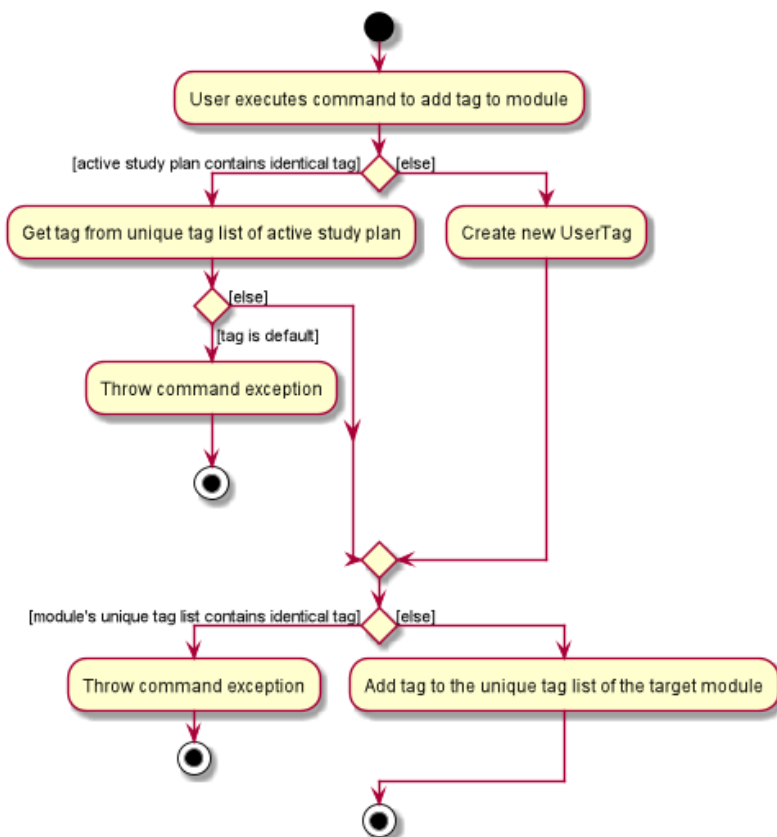 User executes command to add tag to module
[active study plan contains identical tag]
[else]
Get tag from unique tag list of active study plan
Create new UserTag
[else]
[tag is default]
Throw command exception
[module's unique tag list contains identical tag]
[else]
Throw command exception
Add tag to the unique tag list of the target module